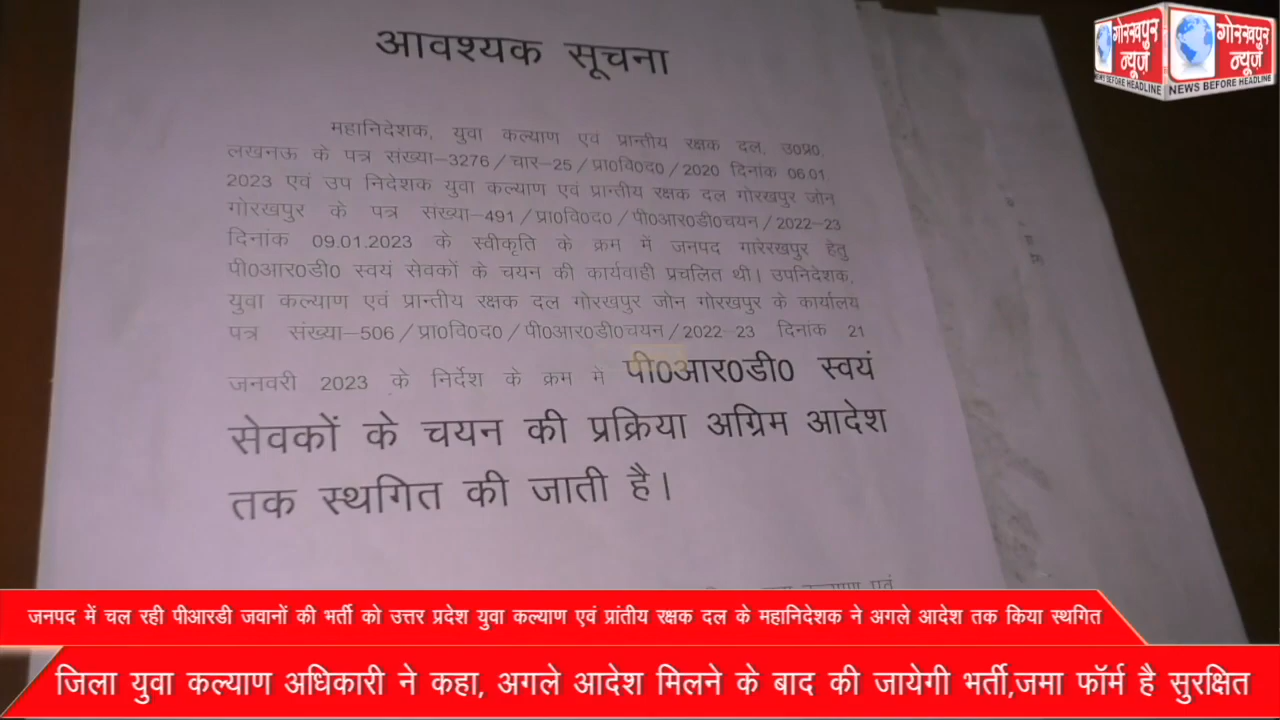 आवश्यक सूचना
गोरखपुर
न्यूज़
NEWS BEFORE HEADLINE
गोरखपुर
न्यूज़
NEWS BEFORE HEADLINE
महानिदेशक, युवा कल्याण एवं प्रान्तीय रक्षक दल, उ0प्र0,
लखनऊ के पत्र संख्या–3276/चार–25/प्रा0वि0द0/2020 दिनांक 06.01
2023 एवं उप निदेशक युवा कल्याण एवं प्रान्तीय रक्षक दल गोरखपुर जोन
गोरखपुर के पत्र संख्या–491/प्रा0वि0द0/पी0आर0डी0चयन/2022–23
दिनांक 09.01.2023 के स्वीकृति के क्रम में जनपद गारेरखपुर हेतु
पी0आर0डी0 स्वयं सेवकों के चयन की कार्यवाही प्रचलित थी। उपनिदेशक,
युवा कल्याण एवं प्रान्तीय रक्षक दल गोरखपुर जोन गोरखपुर के कार्यालय
पत्र संख्या–506/प्रा0वि0द0/पी0आर0डी0चयन/2022–23 दिनांक 21
जनवरी 2023 के निर्देश के क्रम मे पी0आर0डी0 स्वयं
सेवकों के चयन की प्रक्रिया अग्रिम आदेश
तक स्थगित की जाती है।
जनपद में चल रही पीआरडी जवानों की भर्ती को उत्तर प्रदेश युवा कल्याण एवं प्रांतीय रक्षक दल के महानिदेशक ने अगले आदेश तक किया स्थगित
जिला युवा कल्याण अधिकारी ने कहा, अगले आदेश मिलने के बाद की जायेगी भर्ती,जमा फॉर्म है सुरक्षित